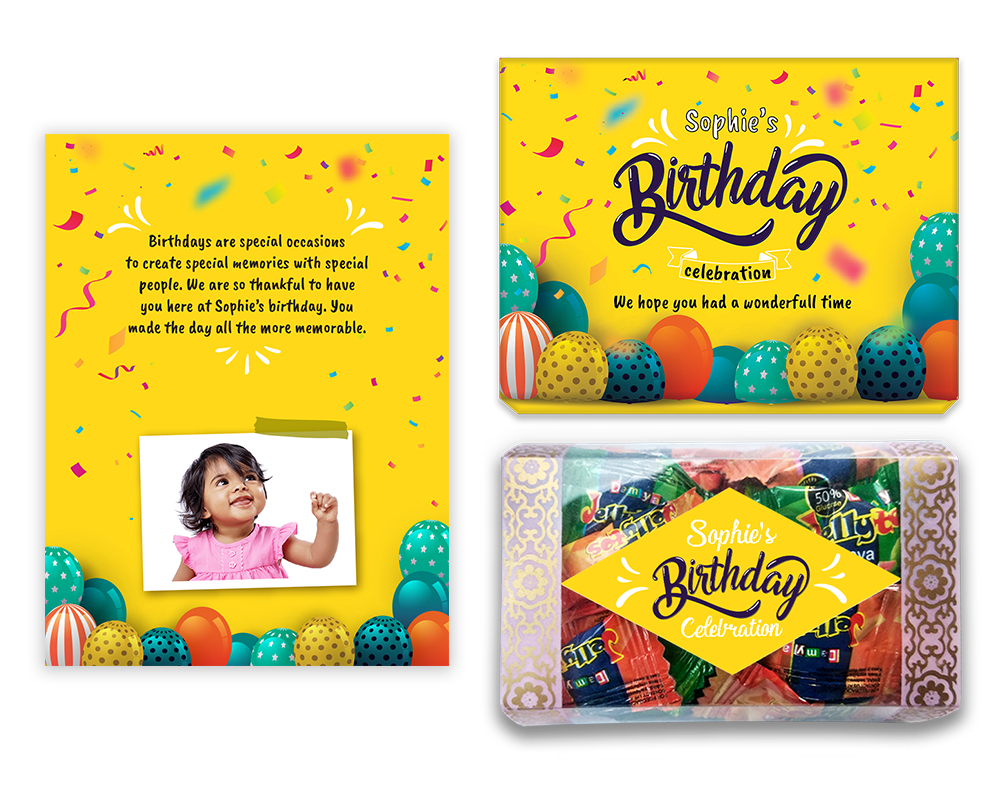 Birthdays are special occasions
to create special memories with special
people. We are so thankful to have
you here at Sophie's birthday. You
made the day all the more memorable.
Sophie's
Birthday
celebration
We hope you had a wonderfull time
Sophie's
Birthday
Celebration
50%
Damya